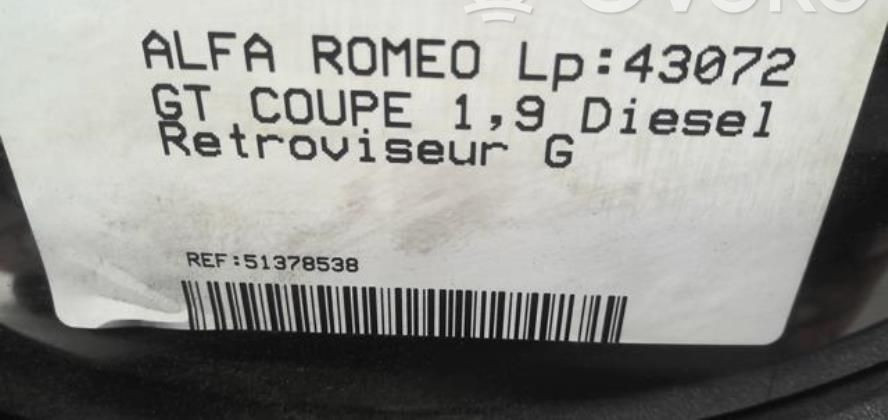 ALFA ROMEO Lp:43072
GT COUPE 1,9 Diesel
Retroviseur G
REF:51378538